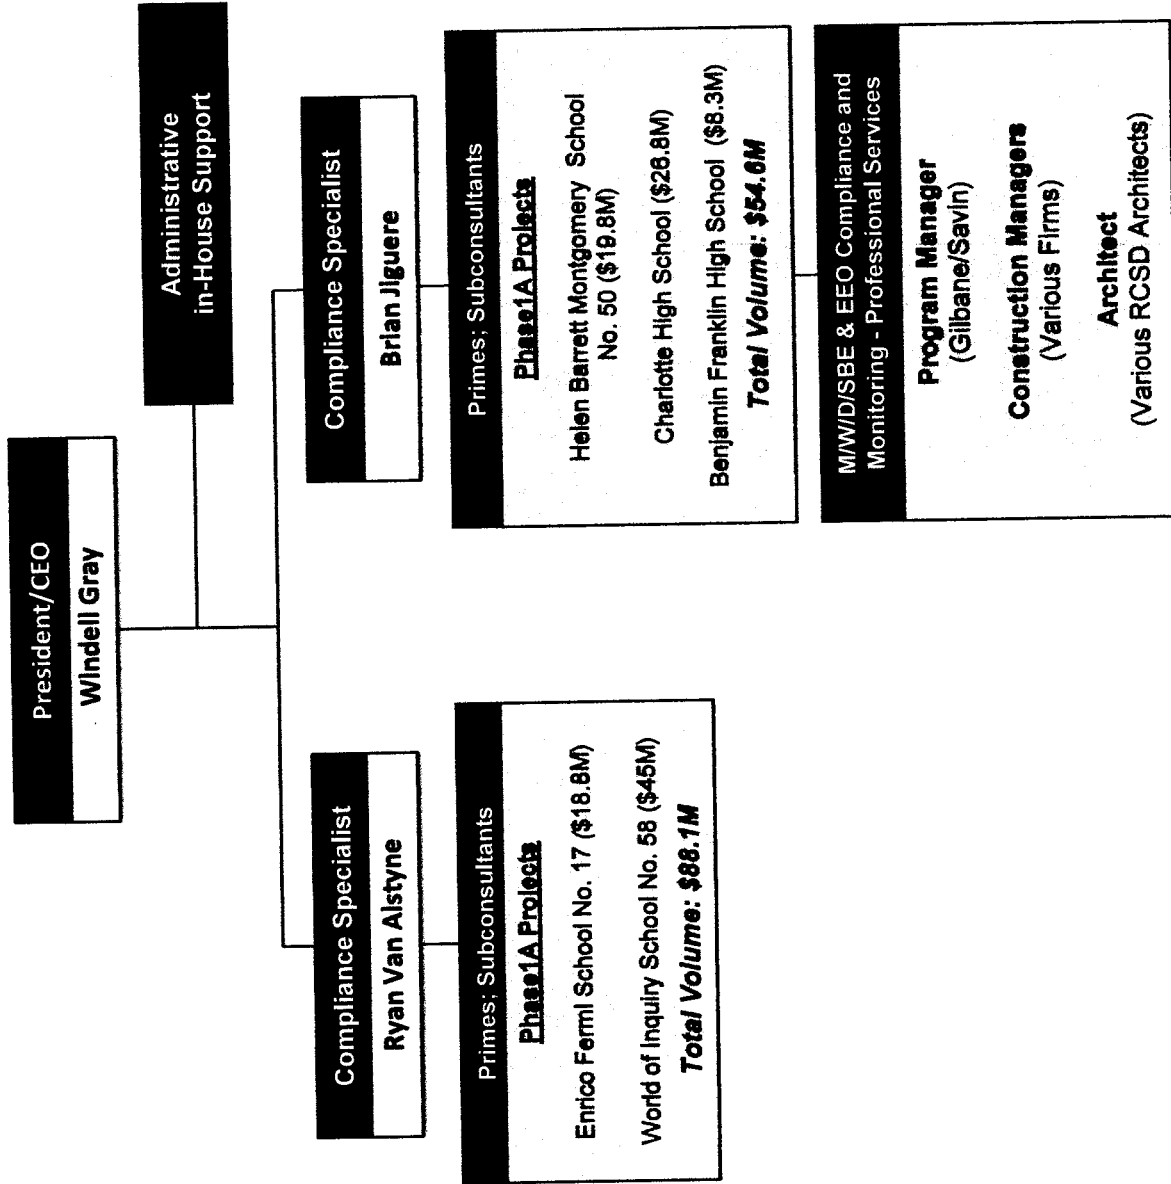 President/CEO
Windell Gray
Administrative
in-House Support
Compliance Specialist
Ryan Van Alstyne
Primes; Subconsultants
Phase1A Projects
Enrico Fermi School No. 17 ($18.8M)
World of Inquiry School No. 58 ($45M)
Total Volume: $88.1M
Compliance Specialist
Brian Jiguere
Primes; Subconsultants
Phase1A Projects
Helen Barrett Montgomery School
No. 50 ($19.8M)
Charlotte High School ($26.8M)
Benjamin Franklin High School ($8.3M)
Total Volume: $54.6M
M/W/D/SBE & EEO Compliance and
Monitoring - Professional Services
Program Manager
(Gilbane/Savin)
Construction Managers
(Various Firms)
Architect
(Various RCSD Architects)